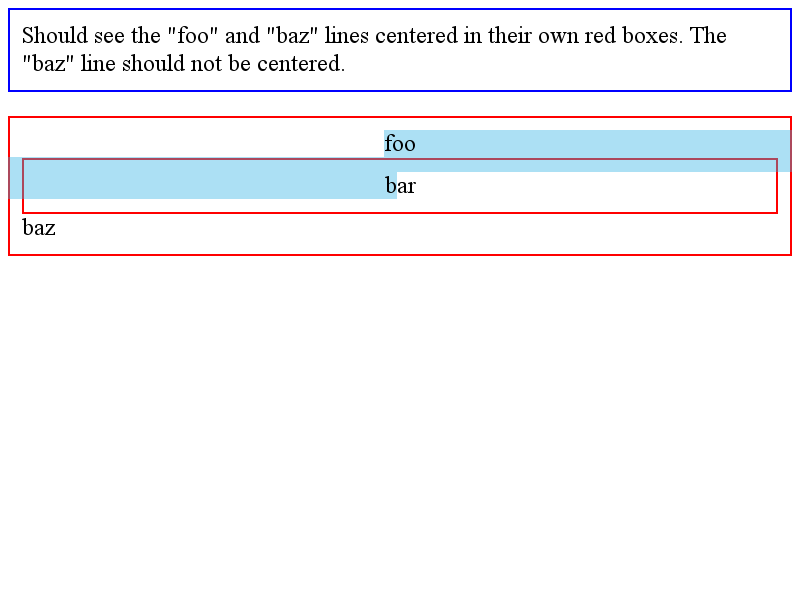 Should see the "foo" and "baz" lines centered in their own red boxes. The
"baz" line should not be centered.
foo
bar
baz